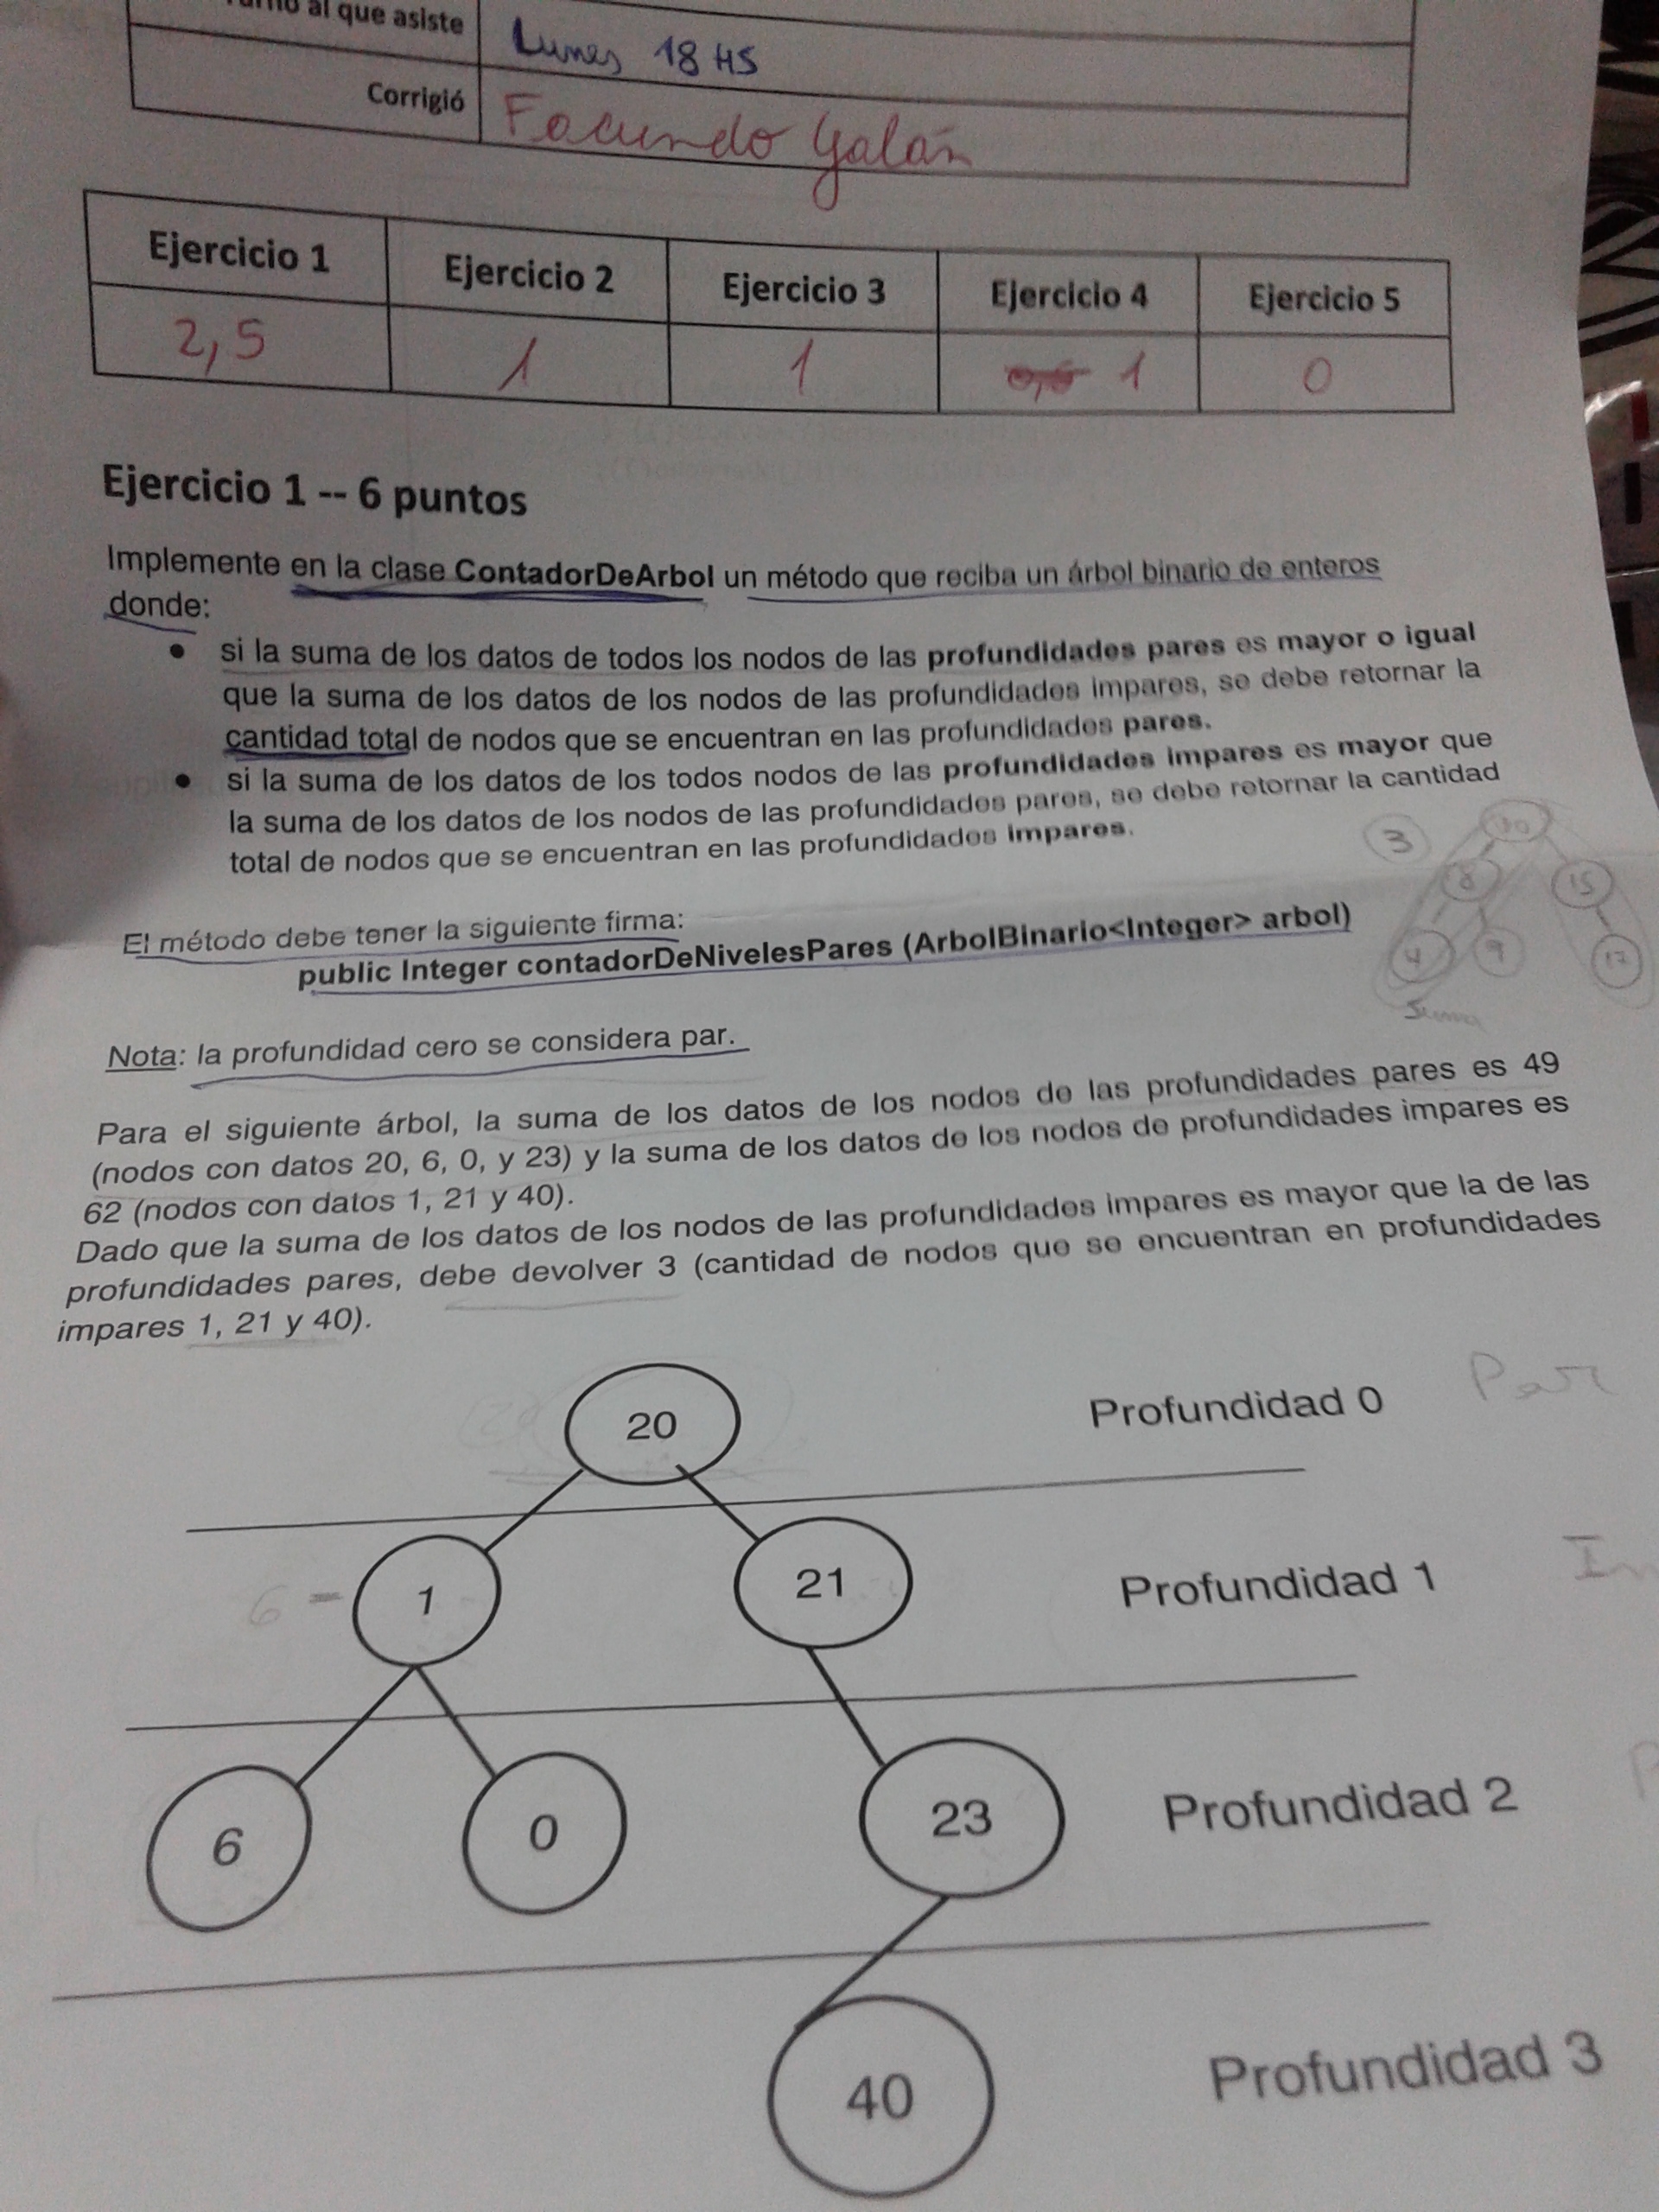 al que asiste
Lunes 18 HS
Corrigió
Facundo Galán
Ejercicio 1 Ejercicio 2 Ejercicio 3 Ejercicio 4 Ejercicio 5
2,5 1 1 0,5 1 0
Ejercicio 1 -- 6 puntos
Implemente en la clase ContadorDeArbol un método que reciba un árbol binario de enteros
donde:
• si la suma de los datos de todos los nodos de las profundidades pares es mayor o igual
que la suma de los datos de los nodos de las profundidades impares, se debe retornar la
cantidad total de nodos que se encuentran en las profundidades pares.
• si la suma de los datos de los todos nodos de las profundidades impares es mayor que
la suma de los datos de los nodos de las profundidades pares, se debe retornar la cantidad
total de nodos que se encuentran en las profundidades impares.
3
10
8 15
4 9 12
Suma
El método debe tener la siguiente firma:
public Integer contadorDeNivelesPares (ArbolBinario<Integer> arbol)
Nota: la profundidad cero se considera par.
Para el siguiente árbol, la suma de los datos de los nodos de las profundidades pares es 49
(nodos con datos 20, 6, 0, y 23) y la suma de los datos de los nodos de profundidades impares es
62 (nodos con datos 1, 21 y 40).
Dado que la suma de los datos de los nodos de las profundidades impares es mayor que la de las
profundidades pares, debe devolver 3 (cantidad de nodos que se encuentran en profundidades
impares 1, 21 y 40).
20 Profundidad 0 Par
6 = 1 21 Profundidad 1 Im
6 0 23 Profundidad 2 P
40 Profundidad 3